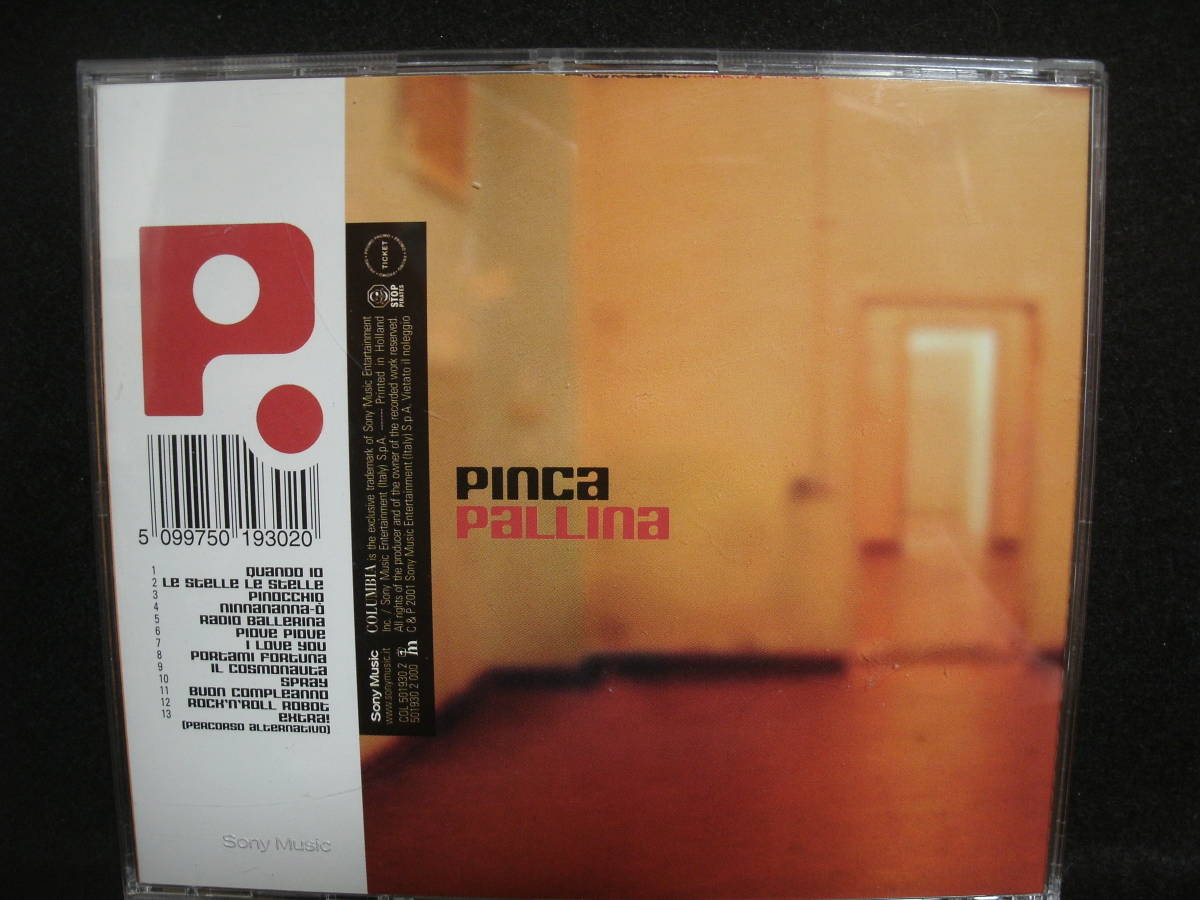 P.
5 099750 193020
1 QUANDO IO
2 LE STELLE LE STELLE
3 PINOCCHIO
4 NINNANANNA-Ò
5 RADIO BALLERINA
6 PIOVE PIOVE
7 I LOVE YOU
8 PORTAMI FORTUNA
9 IL COSMONAUTA
10 SPRAY
11 BUON COMPLEANNO
12 ROCK'N'ROLL ROBOT
13 EXTRA!
(PERCORSO ALTERNATIVO)
Sony Music
TICKET
STOP
PIRATES
Sony Music COLUMBIA is the exclusive trademark of Sony Music Entartainment
www.sonymusic.it Inc. / Sony Music Entertainment (Italy) S.p.A. ------ Printed in Holland
COL 501930 2 All rights of the producer and of the owner of the recorded work reserved.
501930 2 000 C & P 2001 Sony Music Entertainment (Italy) S.p.A. Vietato il noleggio
PINCA
PALLINA